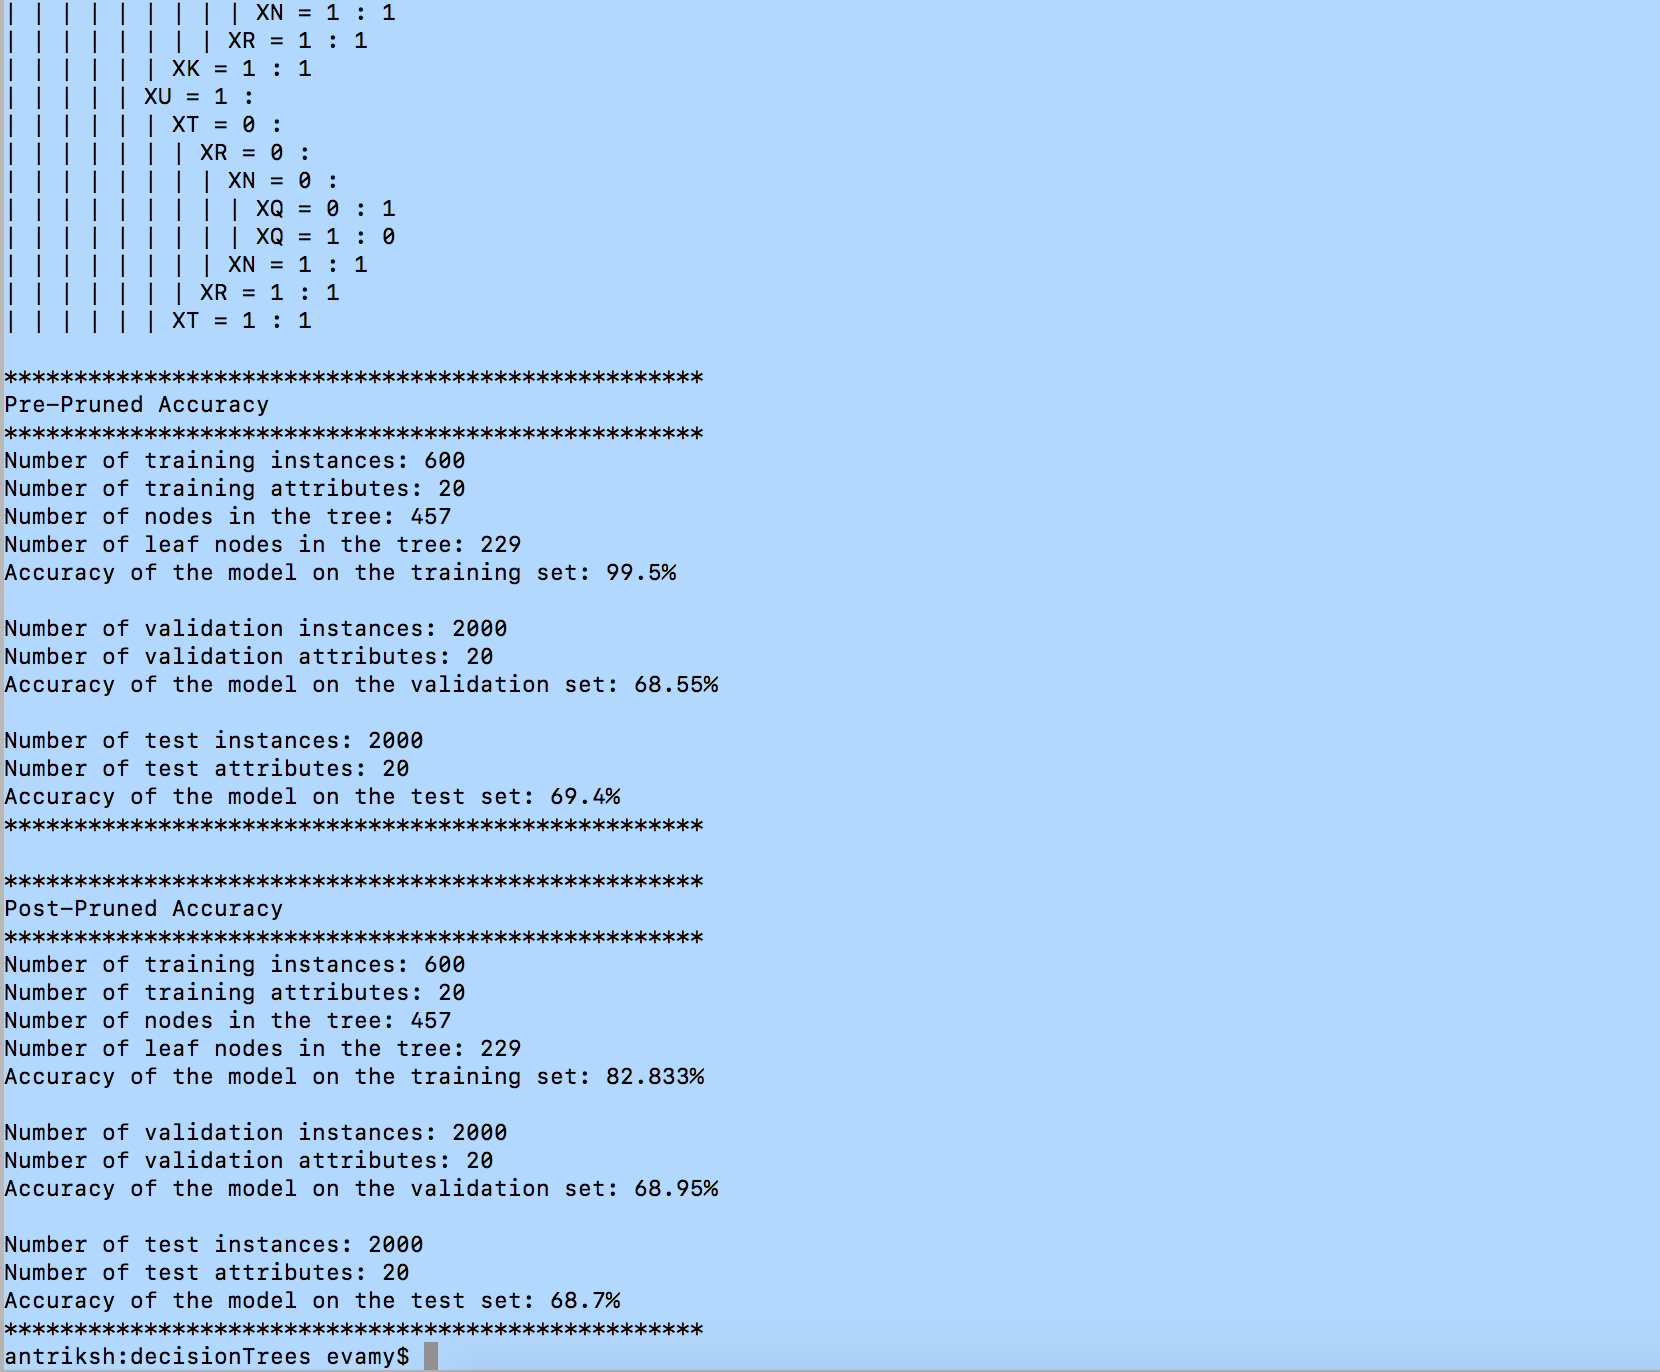 | | | | | | | | | XN = 1 : 1
| | | | | | | | XR = 1 : 1
| | | | | | XK = 1 : 1
| | | | | XU = 1 :
| | | | | | XT = 0 :
| | | | | | | XR = 0 :
| | | | | | | | XN = 0 :
| | | | | | | | | XQ = 0 : 1
| | | | | | | | | XQ = 1 : 0
| | | | | | | | XN = 1 : 1
| | | | | | | XR = 1 : 1
| | | | | | XT = 1 : 1
**************************************************
Pre-Pruned Accuracy
**************************************************
Number of training instances: 600
Number of training attributes: 20
Number of nodes in the tree: 457
Number of leaf nodes in the tree: 229
Accuracy of the model on the training set: 99.5%
Number of validation instances: 2000
Number of validation attributes: 20
Accuracy of the model on the validation set: 68.55%
Number of test instances: 2000
Number of test attributes: 20
Accuracy of the model on the test set: 69.4%
**************************************************
**************************************************
Post-Pruned Accuracy
**************************************************
Number of training instances: 600
Number of training attributes: 20
Number of nodes in the tree: 457
Number of leaf nodes in the tree: 229
Accuracy of the model on the training set: 82.833%
Number of validation instances: 2000
Number of validation attributes: 20
Accuracy of the model on the validation set: 68.95%
Number of test instances: 2000
Number of test attributes: 20
Accuracy of the model on the test set: 68.7%
**************************************************
antriksh:decisionTrees evamy$